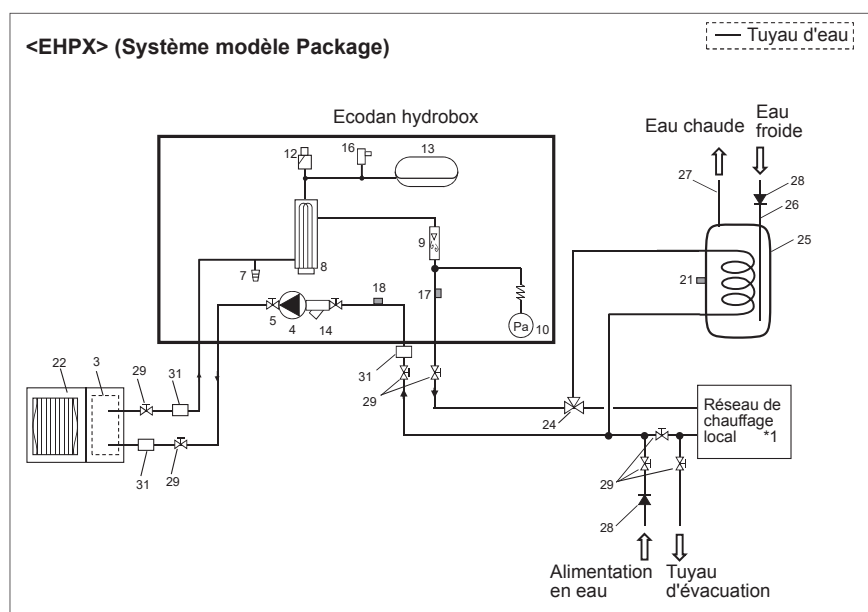 <EHPX> (Système modèle Package)
Tuyau d'eau
Ecodan hydrobox
Eau chaude
Eau
froide
12
16
13
27
28
26
25
7
8
9
21
18
17
5
4
14
Pa
10
22
3
29
31
31
29
24
Réseau de
chauffage
local *1
31
29
29
28
Alimentation
en eau
Tuyau
d'évacuation